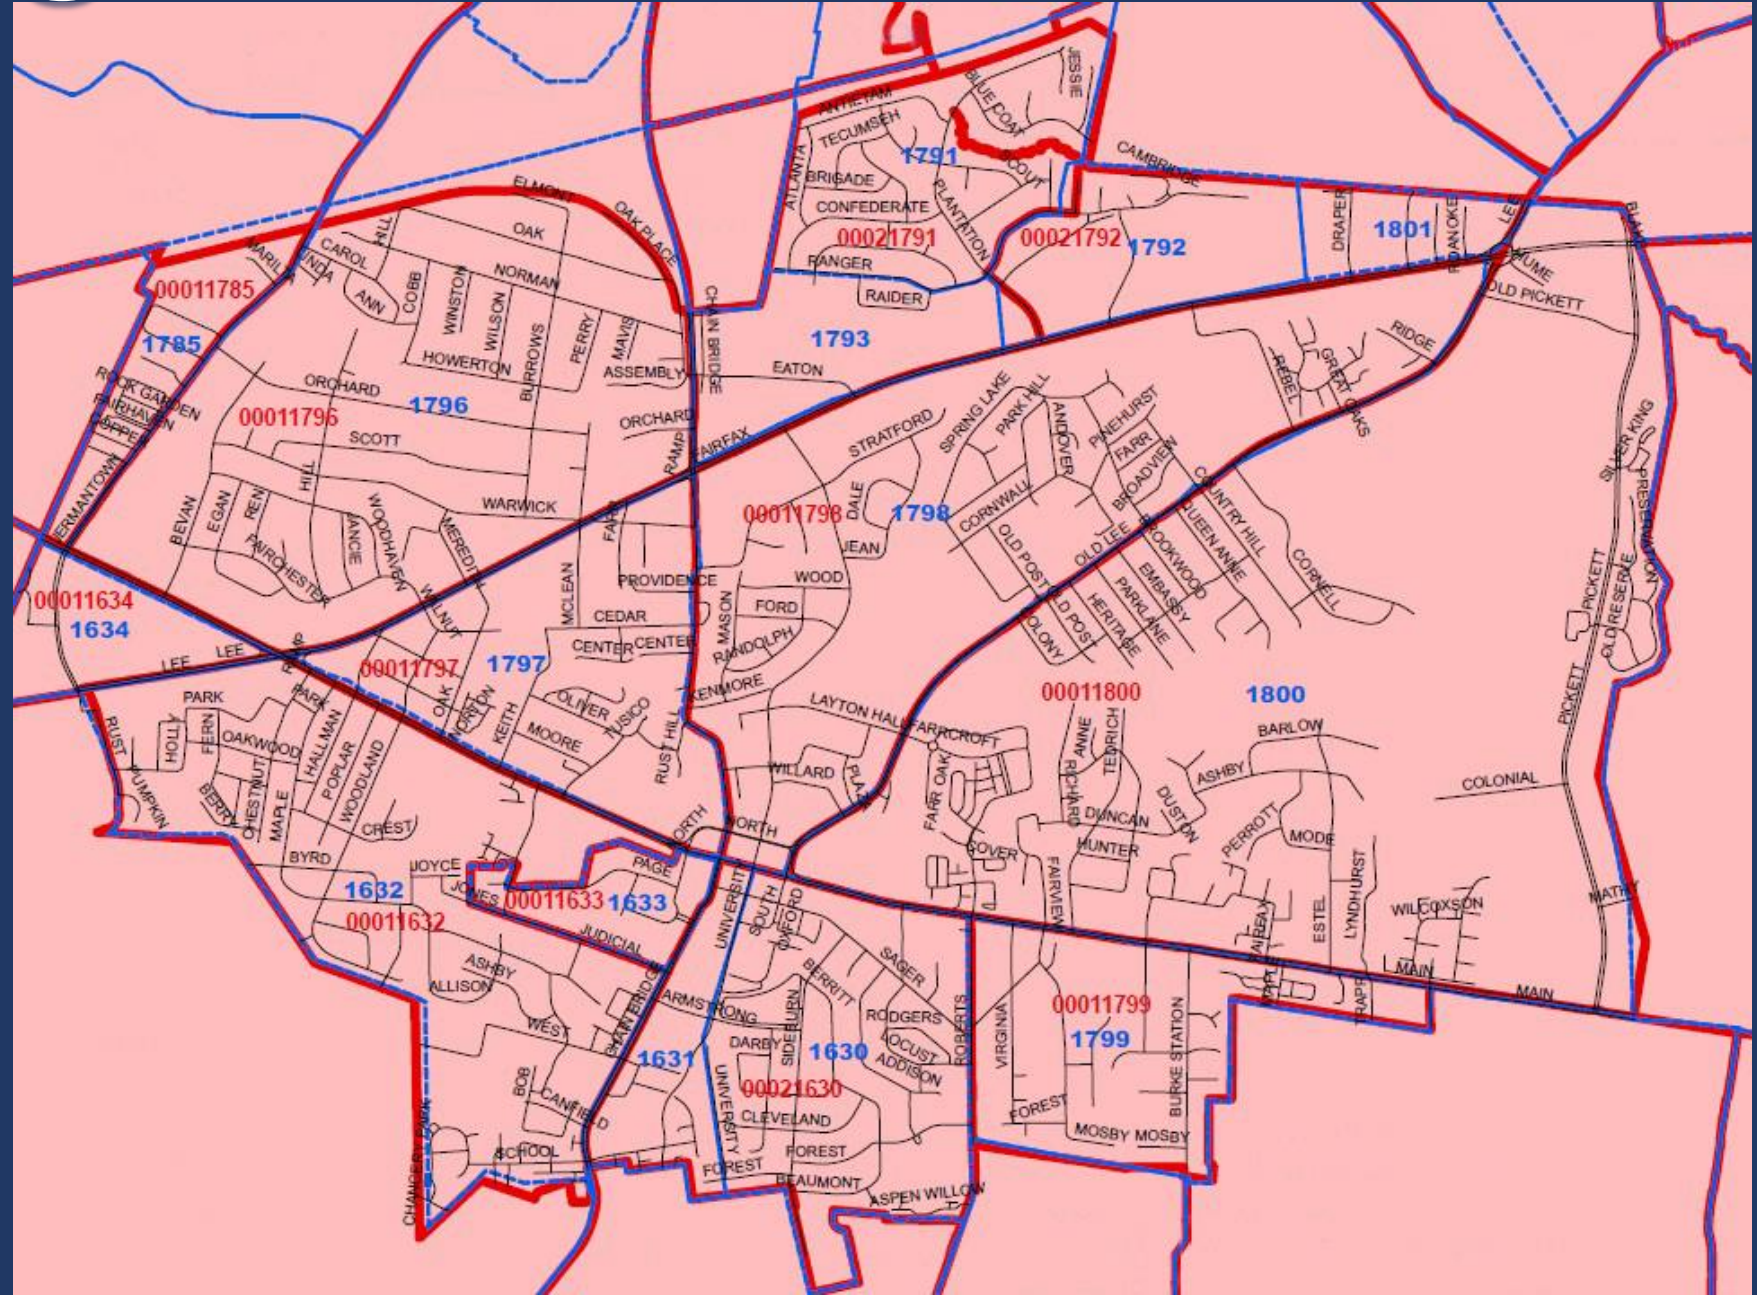 JESSIE
BLUE COAT
ANTIETAM
TECUMSEH
1791
SCOUT
CAMBRIDGE
ATLANTA
BRIGADE
PLANTATION
CONFEDERATE
00021791
00021792
1792
RANGER
RAIDER
DRAPER
1801
ROANOKE
LEE
HUME
OLD PICKETT
ELMONT
OAK PLACE
HILL
OAK
CAROL
LINDA
00011785
ANN
COBB
NORMAN
WINSTON
WILSON
BURROWS
PERRY
MAVIS
CHAIN BRIDGE
1793
1785
HOWERTON
ASSEMBLY
EATON
RIDGE
REBEL
GREAT OAKS
ROCK GARDEN
FAIRHAVEN
ORCHARD
1796
00011796
ORCHARD
SCOTT
RAMP
FAIRFAX
STRATFORD
SPRING LAKE
PARK HILL
ANDOVER
PINEHURST
FARR
BROADVIEW
SILVER KING
GERMANTOWN
HILL
BEVAN
EGAN
REN
JANCIE
WOODHAVEN
WARWICK
MEREDITH
FARR
00011798
DALE
1798
CORNWALL
JEAN
OLD POST
OLD LEE
COUNTRY HILL
QUEEN ANNE
BROOKWOOD
CORNELL
FAIRCHESTER
WALNUT
MCLEAN
PROVIDENCE
WOOD
MASON
FORD
EMBASSY
PARKLANE
HERITAGE
OLD POST
COLONY
PICKETT
OLD RESERVE
00011634
1634
CEDAR
CENTER
CENTER
RANDOLPH
LEE
LEE
RAMP
00011797
1797
KENMORE
00011800
1800
PICKETT
PARK
PARK
OAK
NORTON
KEITH
OLIVER
TUSICO
MOORE
RUST HILL
LAYTON HALL
FARRCROFT
ANNE
TEDRICH
BARLOW
RUST
HOLLY
FERN
OAKWOOD
HALLMAN
POPLAR
WOODLAND
PUMPKIN
BERRY
CHESTNUT
MAPLE
CREST
WILLARD
PLAZA
FARR OAK
RICHARD
ASHBY
COLONIAL
DUSTON
DUNCAN
PERROTT
MODE
NORTH
NORTH
HUNTER
COVER
FAIRVIEW
BYRD
JOYCE
PAGE
1632
JONES
00011633
1633
00011632
JUDICIAL
UNIVERSITY
SOUTH
OXFORD
ESTEL
LYNDHURST
WILCOXSON
MATHY
FAIRFAX
MAIN
MAIN
ASHBY
ALLISON
BERRITT
SAGER
CHAIN BRIDGE
ARMSTRONG
SIDEBURN
RODGERS
ROBERTS
00011799
WEST
DARBY
LOCUST
ADDISON
VIRGINIA
1799
BURKE STATION
1631
1630
00021630
BOB
CANFIELD
UNIVERSITY
CLEVELAND
FOREST
MOSBY
MOSBY
CHANCERY PARK
SCHOOL
FOREST
FOREST
BEAUMONT
ASPEN WILLOW